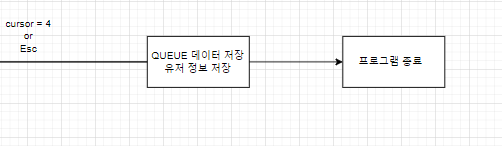 cursor = 4
or
Esc
QUEUE 데이터 저장
유저 정보 저장
프로그램 종료